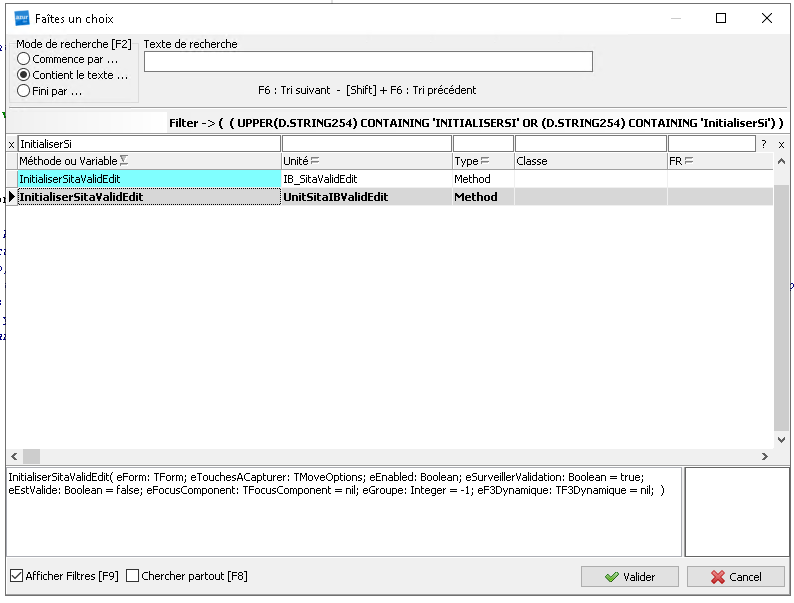 Faîtes un choix
Mode de recherche [F2]
Commence par ...
Contient le texte ...
Fini par ...
Texte de recherche
F6 : Tri suivant - [Shift] + F6 : Tri précédent
Filter -> ( ( UPPER(D.STRING254) CONTAINING 'INITIALISERSI' OR (D.STRING254) CONTAINING 'InitialiserSi') )
x InitialiserSi ? x
Méthode ou Variable Unité Type Classe FR
InitialiserSitaValidEdit IB_SitaValidEdit Method
InitialiserSitaValidEdit UnitSitaIBValidEdit Method
InitialiserSitaValidEdit( eForm: TForm; eTouchesACapturer: TMoveOptions; eEnabled: Boolean; eSurveillerValidation: Boolean = true;
eEstValide: Boolean = false; eFocusComponent: TFocusComponent = nil; eGroupe: Integer = -1; eF3Dynamique: TF3Dynamique = nil; )
Afficher Filtres [F9] Chercher partout [F8] Valider Cancel